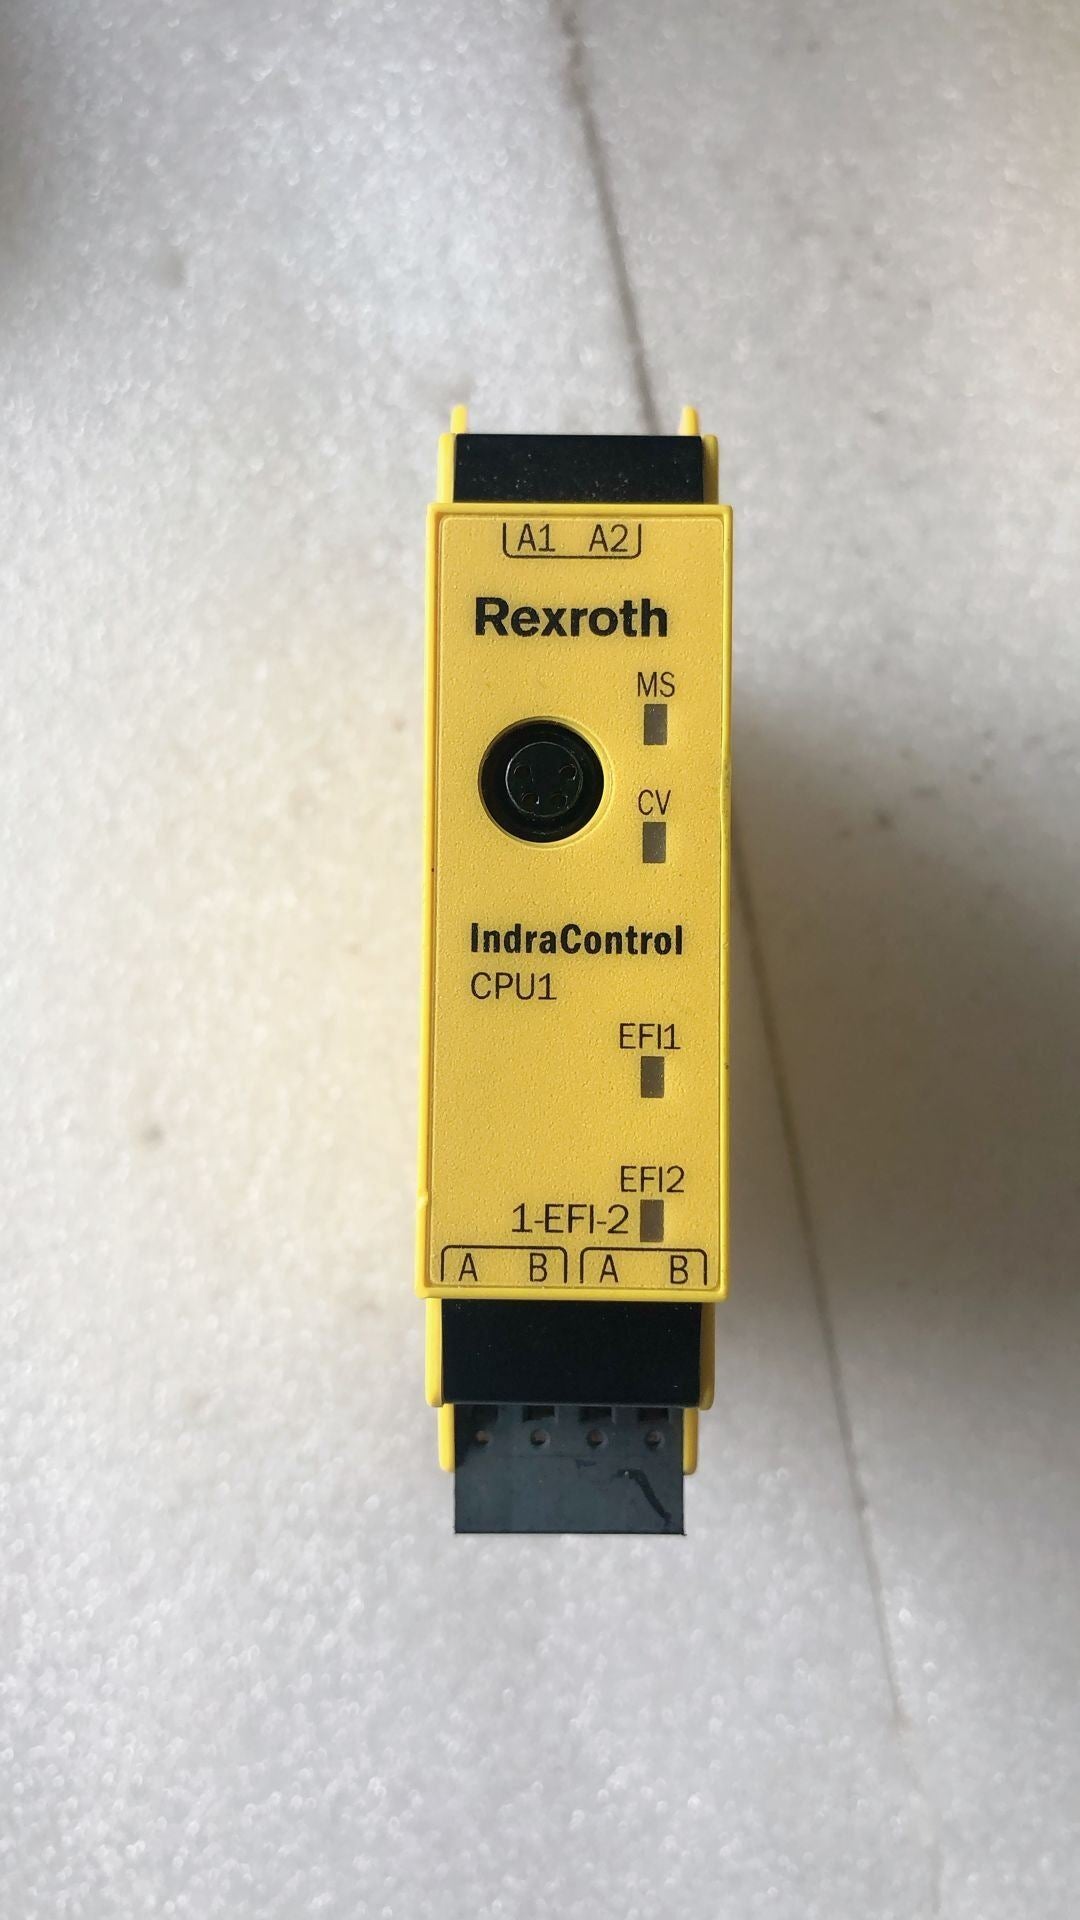 A1 A2
Rexroth
MS
CV
IndraControl
CPU1
EFI1
EFI2
1-EFI-2
A B A B